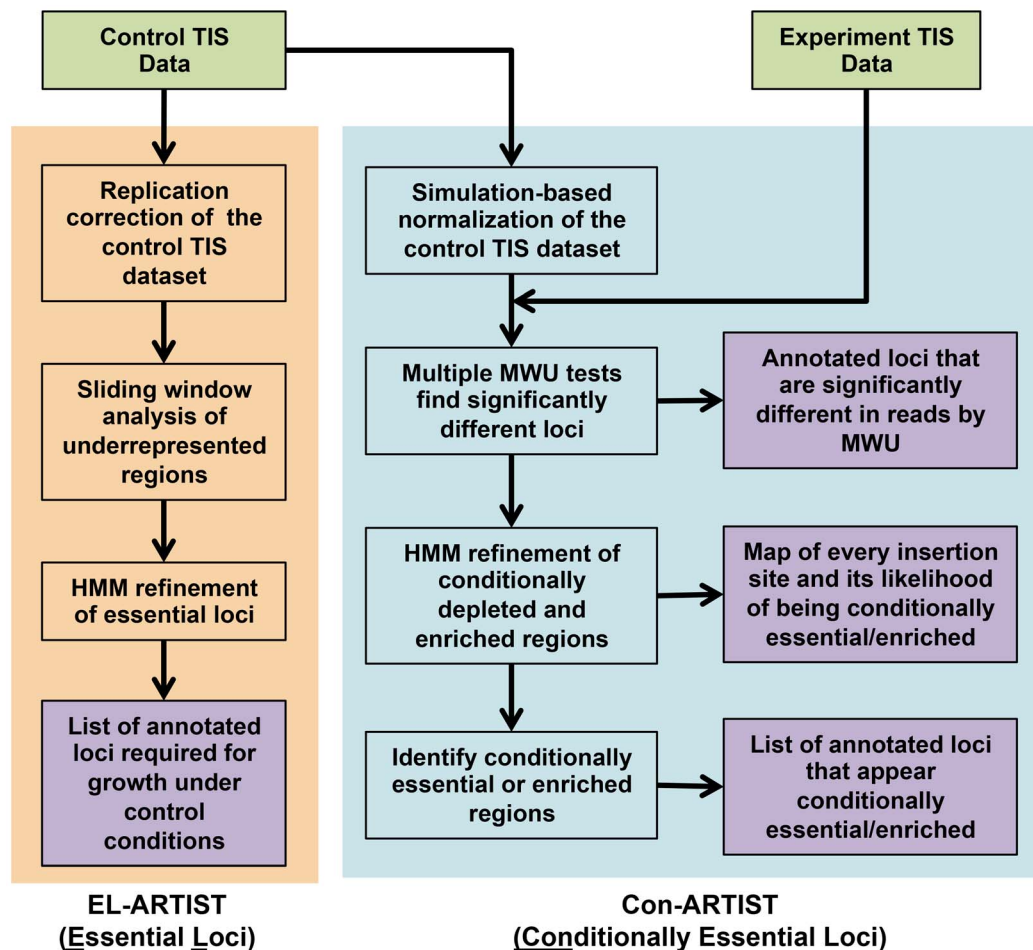 Control TIS
Data
Experiment TIS
Data
Replication
correction of the
control TIS
dataset
Sliding window
analysis of
underrepresented
regions
HMM refinement
of essential loci
List of annotated
loci required for
growth under
control
conditions
EL-ARTIST
(Essential Loci)
Simulation-based
normalization of the
control TIS dataset
Multiple MWU tests
find significantly
different loci
Annotated loci that
are significantly
different in reads by
MWU
HMM refinement of
conditionally
depleted and
enriched regions
Map of every insertion
site and its likelihood
of being conditionally
essential/enriched
Identify conditionally
essential or enriched
regions
List of annotated loci
that appear
conditionally
essential/enriched
Con-ARTIST
(Conditionally Essential Loci)